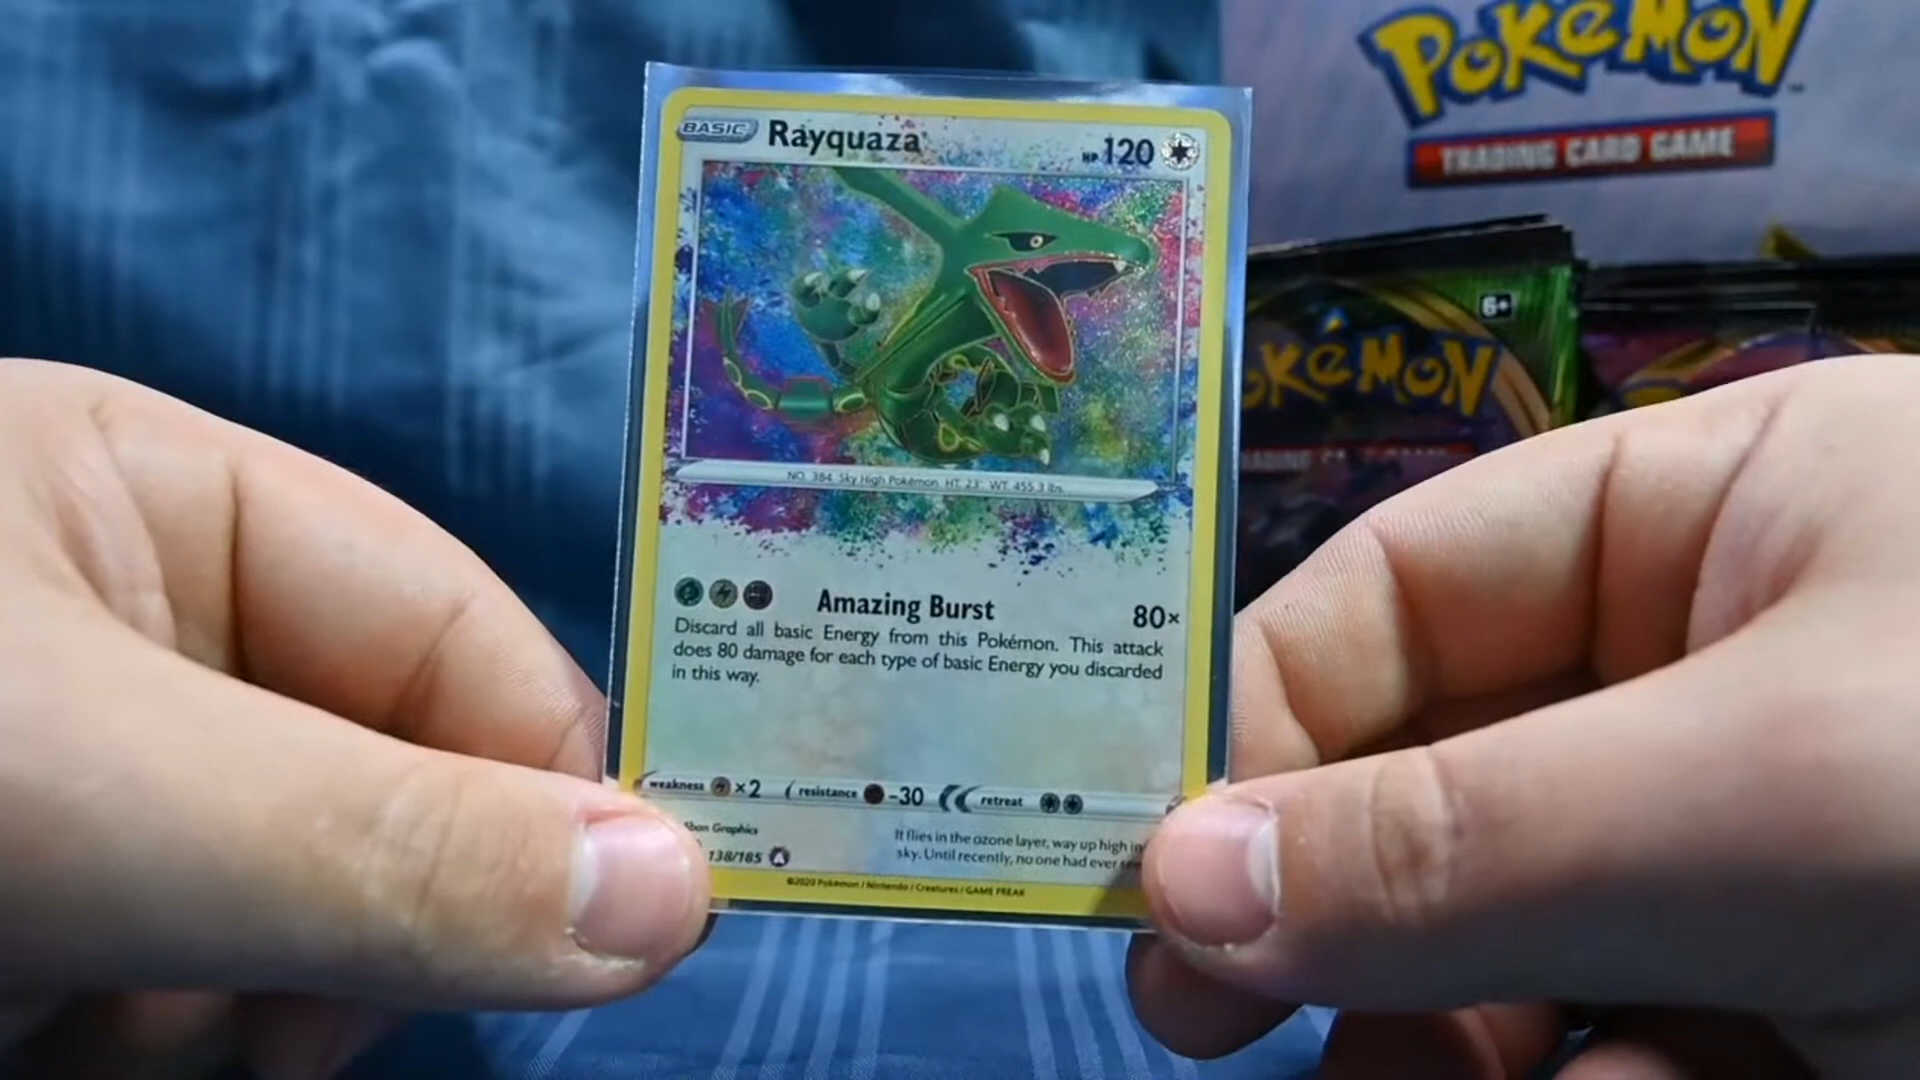 POKéMON
TRADING CARD GAME
BASIC Rayquaza HP 120
NO. 384 Sky High Pokémon HT: 23' WT: 455.3 lbs.
Amazing Burst 80×
Discard all basic Energy from this Pokémon. This attack
does 80 damage for each type of basic Energy you discarded
in this way.
weakness ×2 resistance -30 retreat
Graphics
138/185 A
It flies in the ozone layer, way up high in
sky. Until recently, no one had ever
©2020 Pokémon / Nintendo / Creatures / GAME FREAK
6+
OKéMON